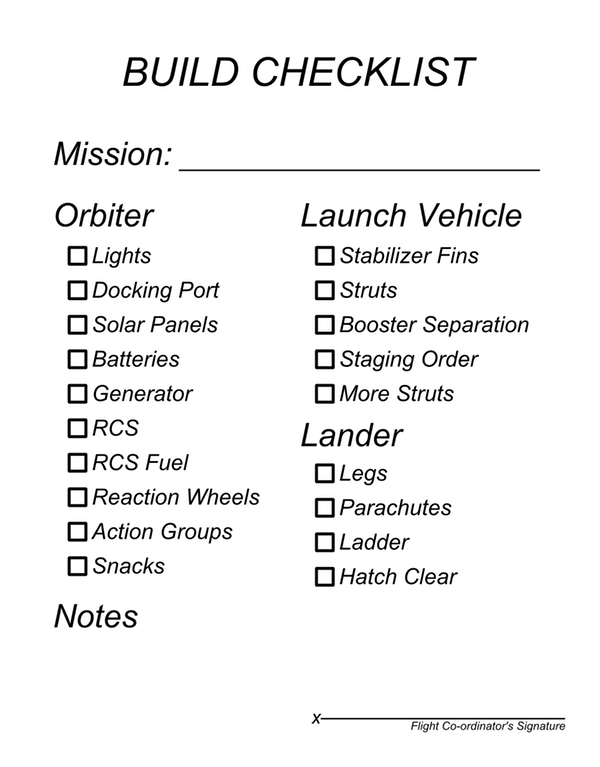 BUILD CHECKLIST
Mission:
Orbiter
Lights
Docking Port
Solar Panels
Batteries
Generator
RCS
RCS Fuel
Reaction Wheels
Action Groups
Snacks
Launch Vehicle
Stabilizer Fins
Struts
Booster Separation
Staging Order
More Struts
Lander
Legs
Parachutes
Ladder
Hatch Clear
Notes
x
Flight Co-ordinator's Signature